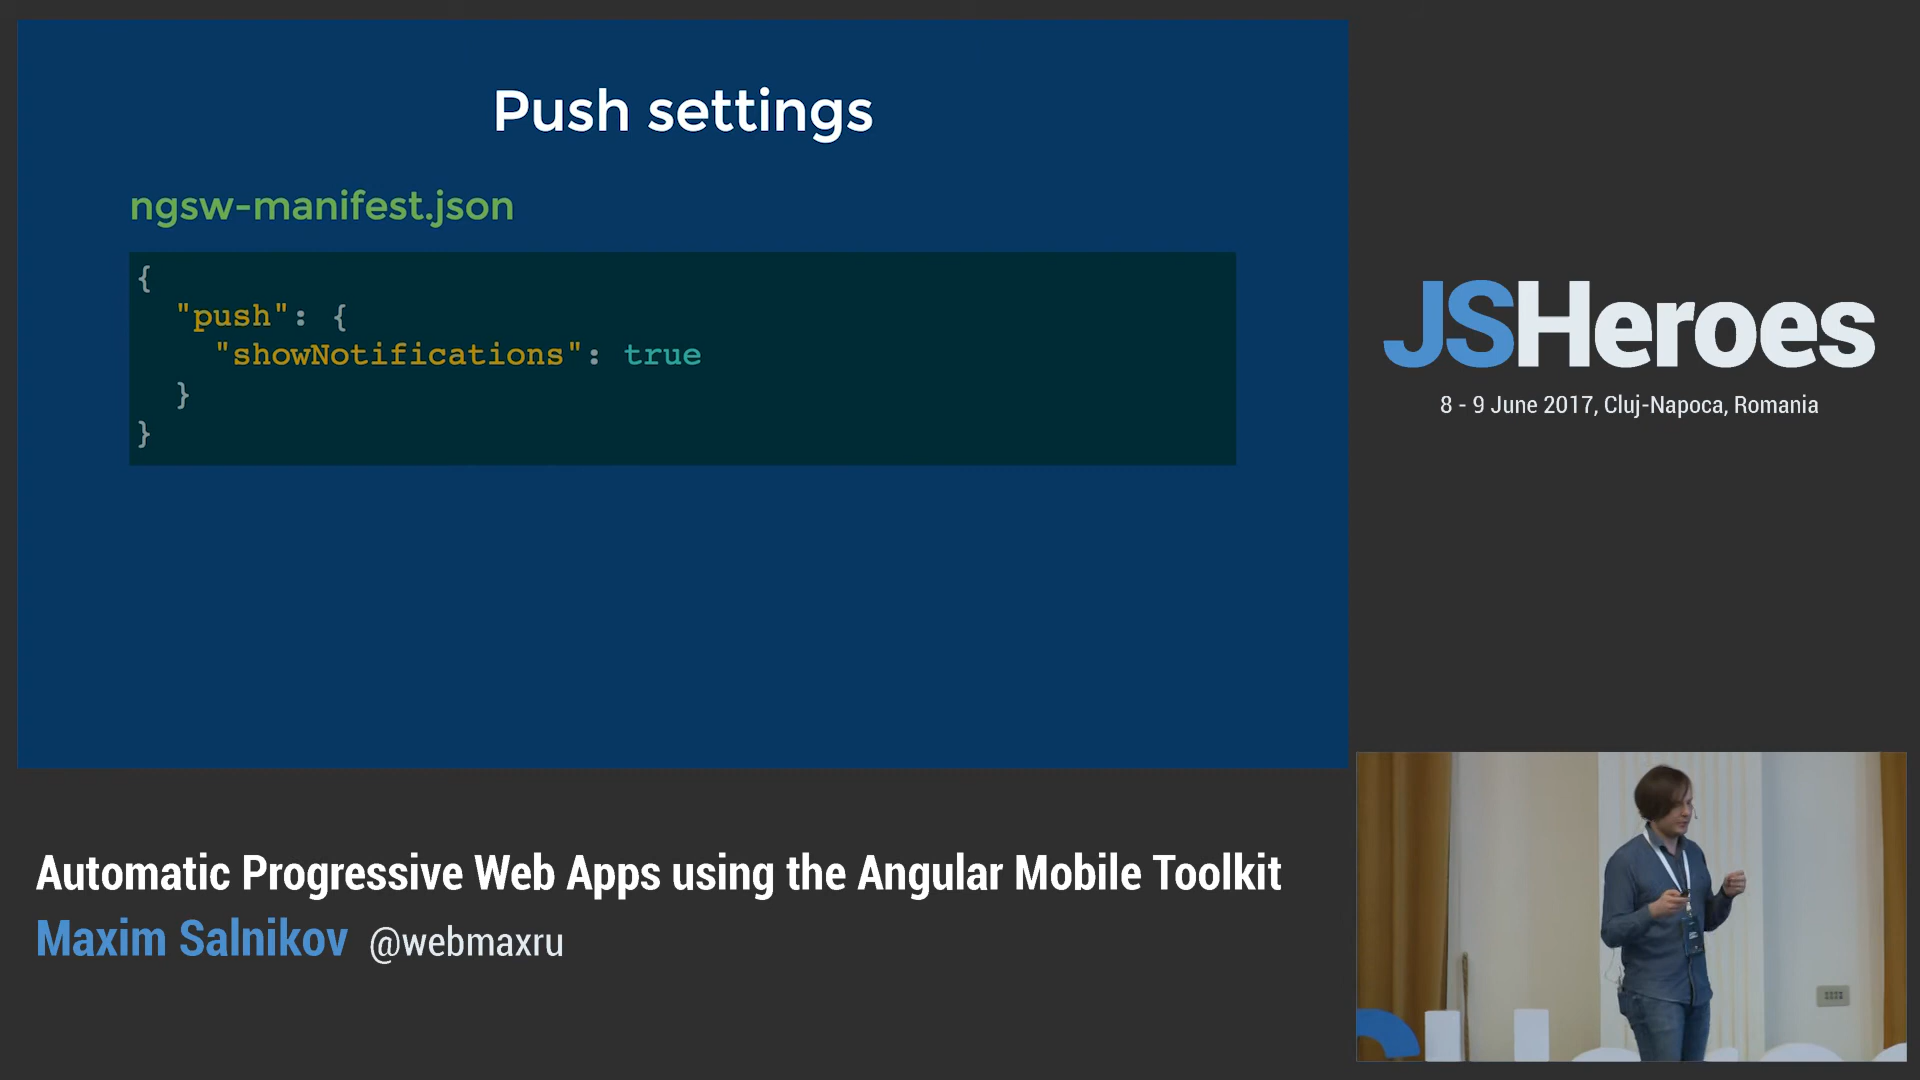 Push settings
ngsw-manifest.json
{
"push": {
"showNotifications": true
}
}
JSHeroes
8 - 9 June 2017, Cluj-Napoca, Romania
Automatic Progressive Web Apps using the Angular Mobile Toolkit
Maxim Salnikov @webmaxru